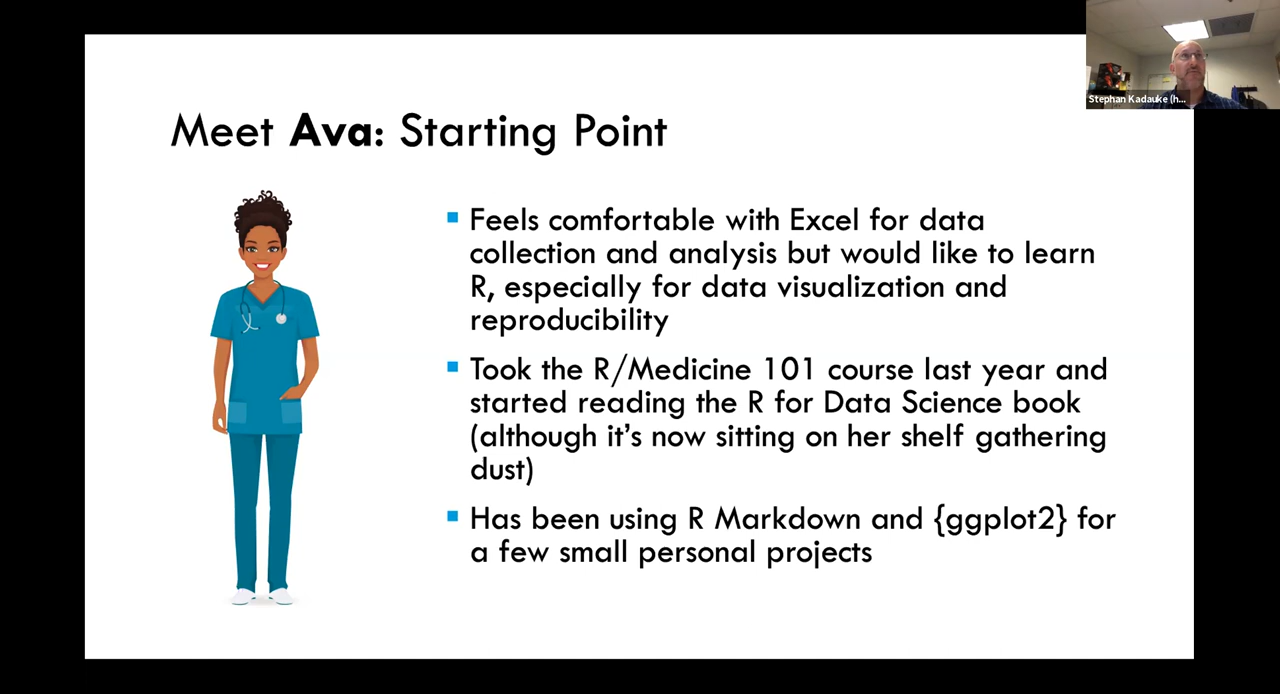 Stephan Kadauke (h...
Meet Ava: Starting Point
▪ Feels comfortable with Excel for data
collection and analysis but would like to learn
R, especially for data visualization and
reproducibility
▪ Took the R/Medicine 101 course last year and
started reading the R for Data Science book
(although it's now sitting on her shelf gathering
dust)
▪ Has been using R Markdown and {ggplot2} for
a few small personal projects